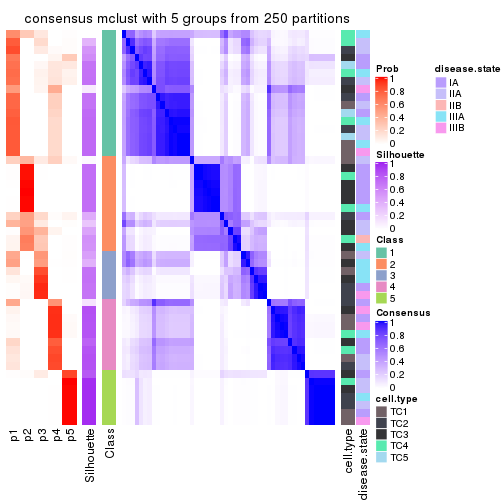 consensus mclust with 5 groups from 250 partitions
Prob
1
0.8
0.6
0.4
0.2
0
disease.state
IA
IIA
IIB
IIIA
IIIB
Silhouette
1
0.8
0.6
0.4
0.2
0
Class
1
2
3
4
5
Consensus
1
0.8
0.6
0.4
0.2
0
cell.type
TC1
TC2
TC3
TC4
TC5
p1
p2
p3
p4
p5
Silhouette
Class
cell.type
disease.state